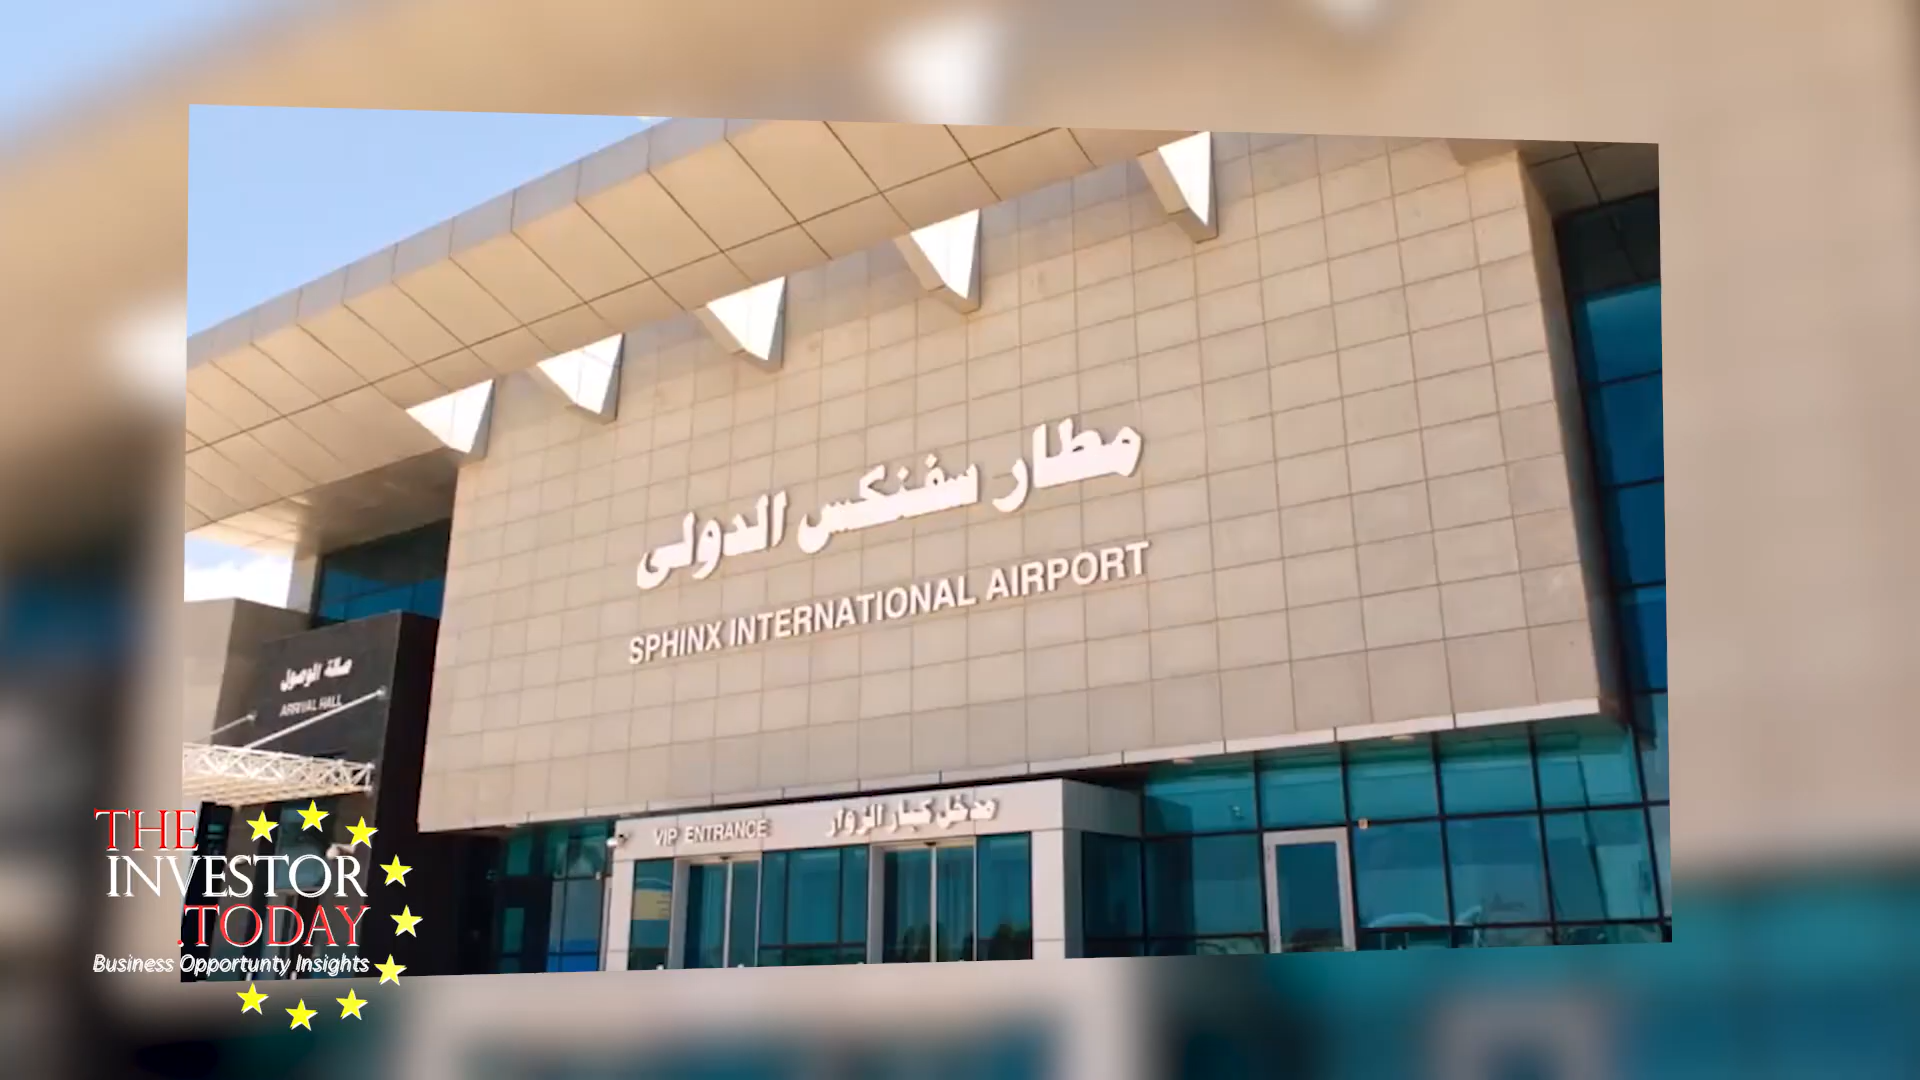 مطار سفنكس الدولى
SPHINX INTERNATIONAL AIRPORT
صالة الوصول
ARRIVAL HALL
VIP ENTRANCE مدخل كبار الزوار
THE
INVESTOR
.TODAY
Business Opportunty Insights